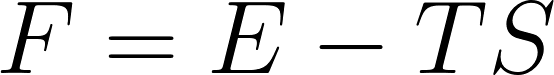 F = E − TS